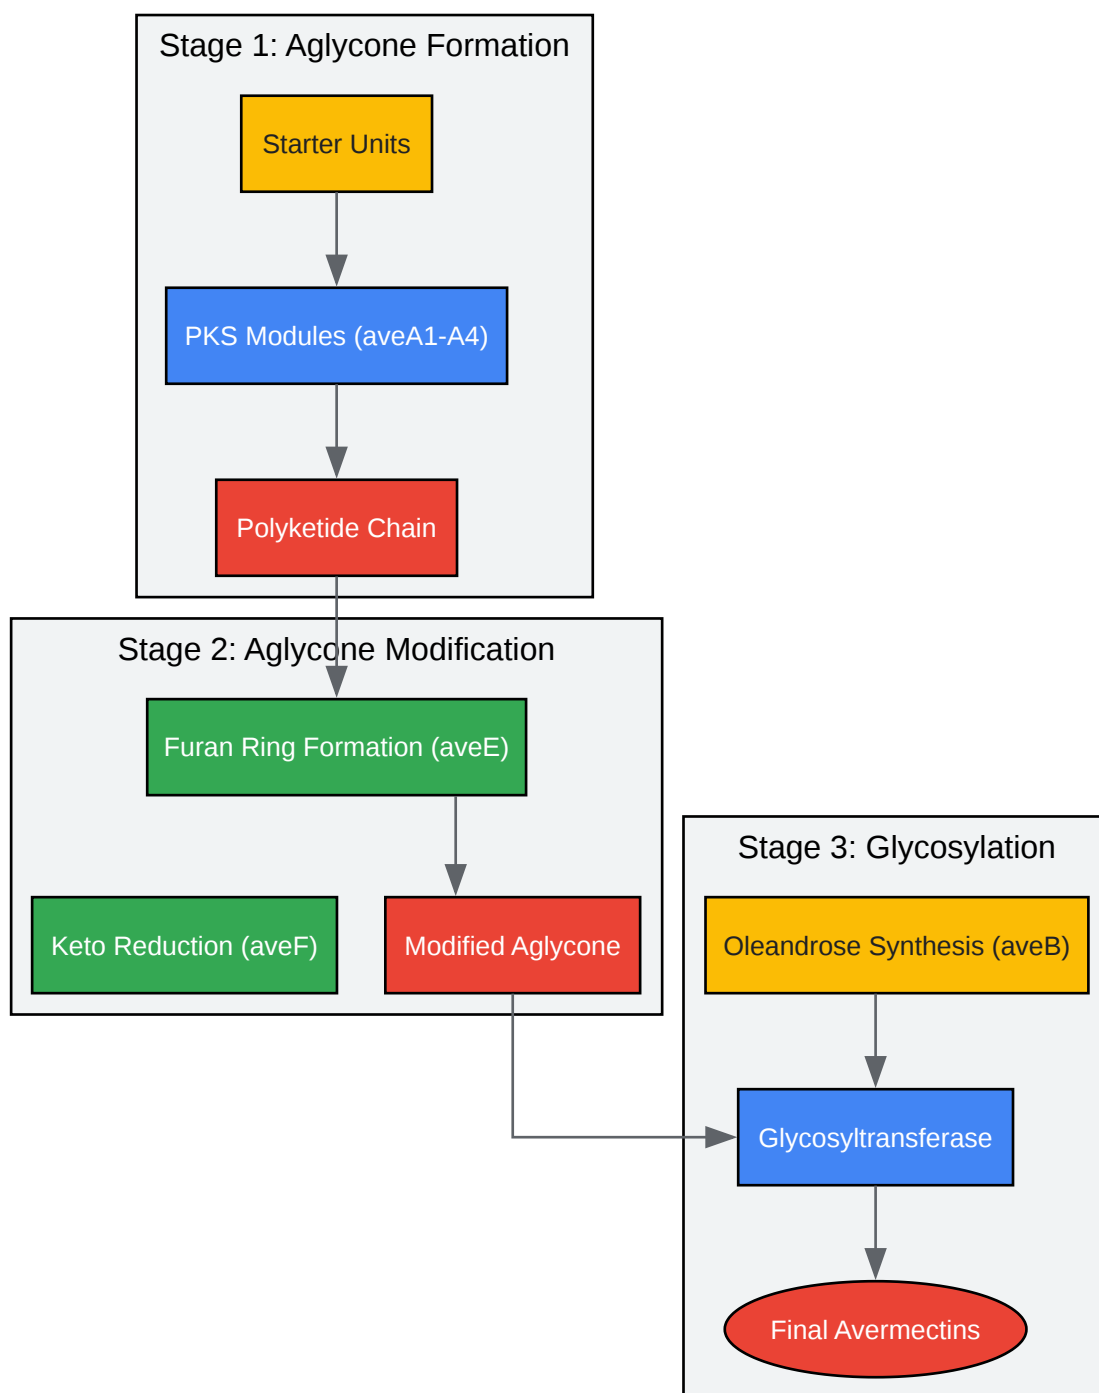 Stage 1: Aglycone Formation
Starter Units
PKS Modules (aveA1-A4)
Polyketide Chain
Stage 2: Aglycone Modification
Furan Ring Formation (aveE)
Keto Reduction (aveF)
Modified Aglycone
Stage 3: Glycosylation
Oleandrose Synthesis (aveB)
Glycosyltransferase
Final Avermectins